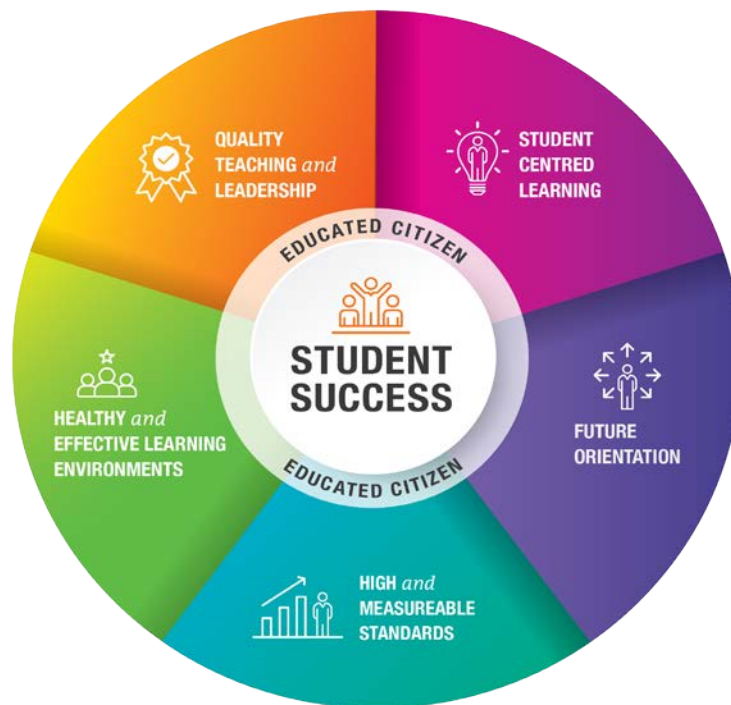 QUALITY
TEACHING and
LEADERSHIP
STUDENT
CENTRED
LEARNING
EDUCATED CITIZEN
STUDENT
SUCCESS
EDUCATED CITIZEN
HEALTHY and
EFFECTIVE LEARNING
ENVIRONMENTS
FUTURE
ORIENTATION
HIGH and
MEASUREABLE
STANDARDS